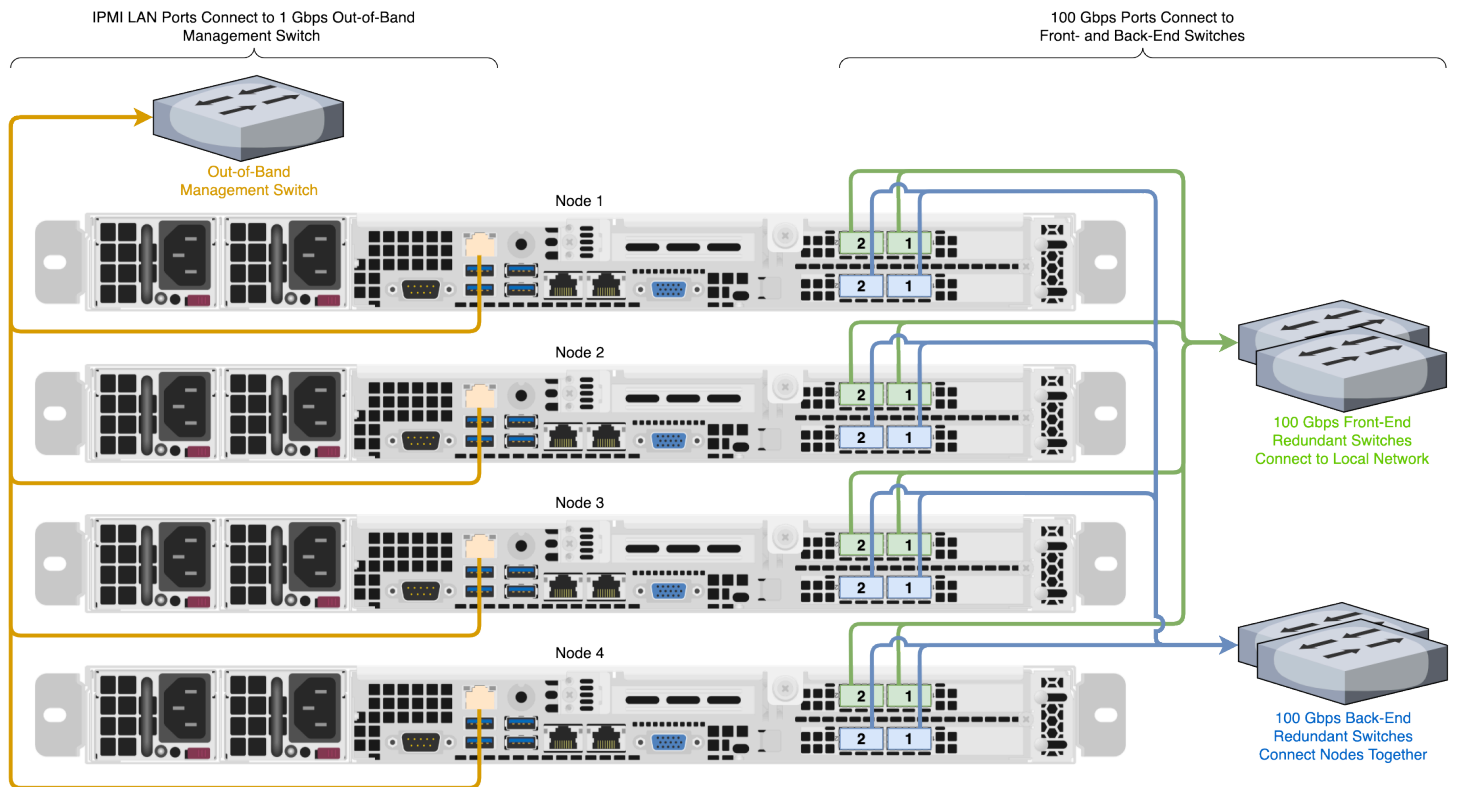 IPMI LAN Ports Connect to 1 Gbps Out-of-Band
Management Switch
100 Gbps Ports Connect to
Front- and Back-End Switches
Out-of-Band
Management Switch
Node 1
2 1
2 1
Node 2
2 1
2 1
100 Gbps Front-End
Redundant Switches
Connect to Local Network
Node 3
2 1
2 1
Node 4
2 1
2 1
100 Gbps Back-End
Redundant Switches
Connect Nodes Together